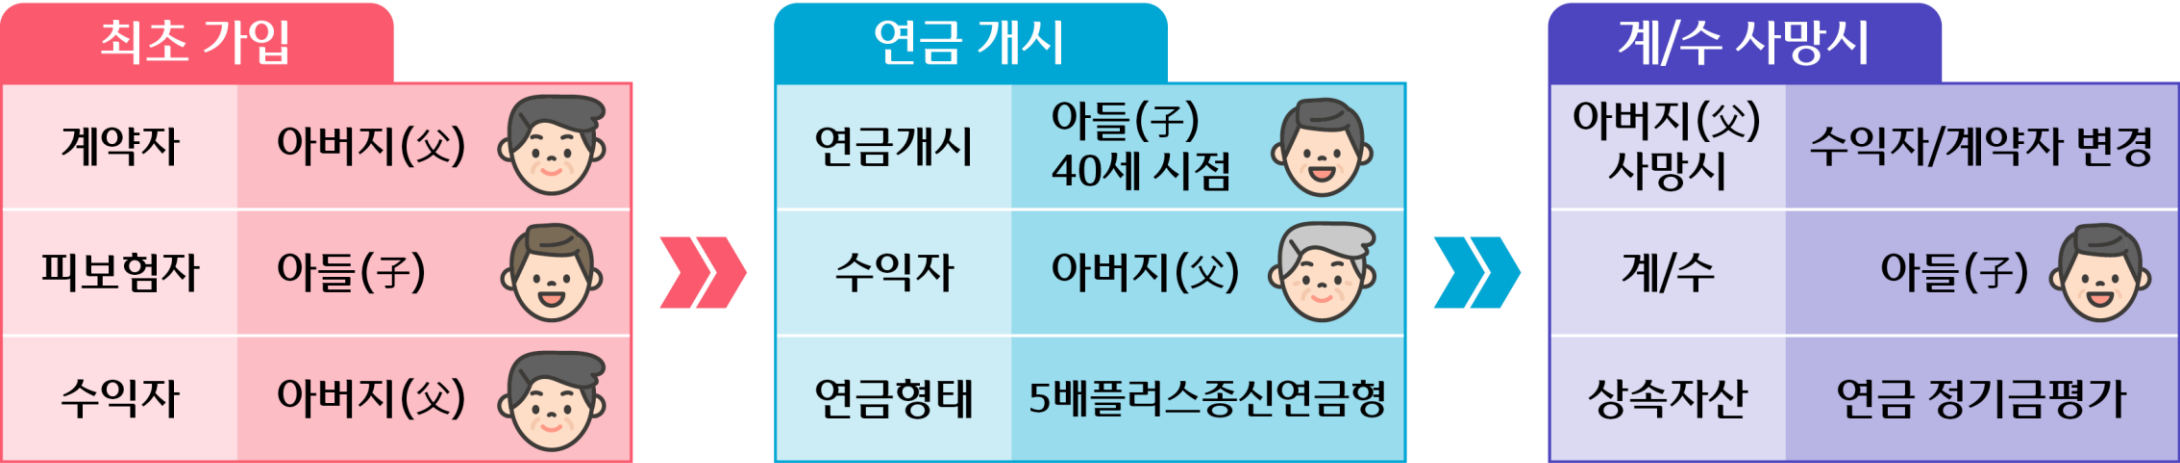 최초 가입
계약자
아버지(父)
피보험자
아들(子)
수익자
아버지(父)
연금 개시
연금개시
아들(子)
40세 시점
수익자
아버지(父)
연금형태
5배플러스종신연금형
계/수 사망시
아버지(父)
사망시
수익자/계약자 변경
계/수
아들(子)
상속자산
연금 정기금평가